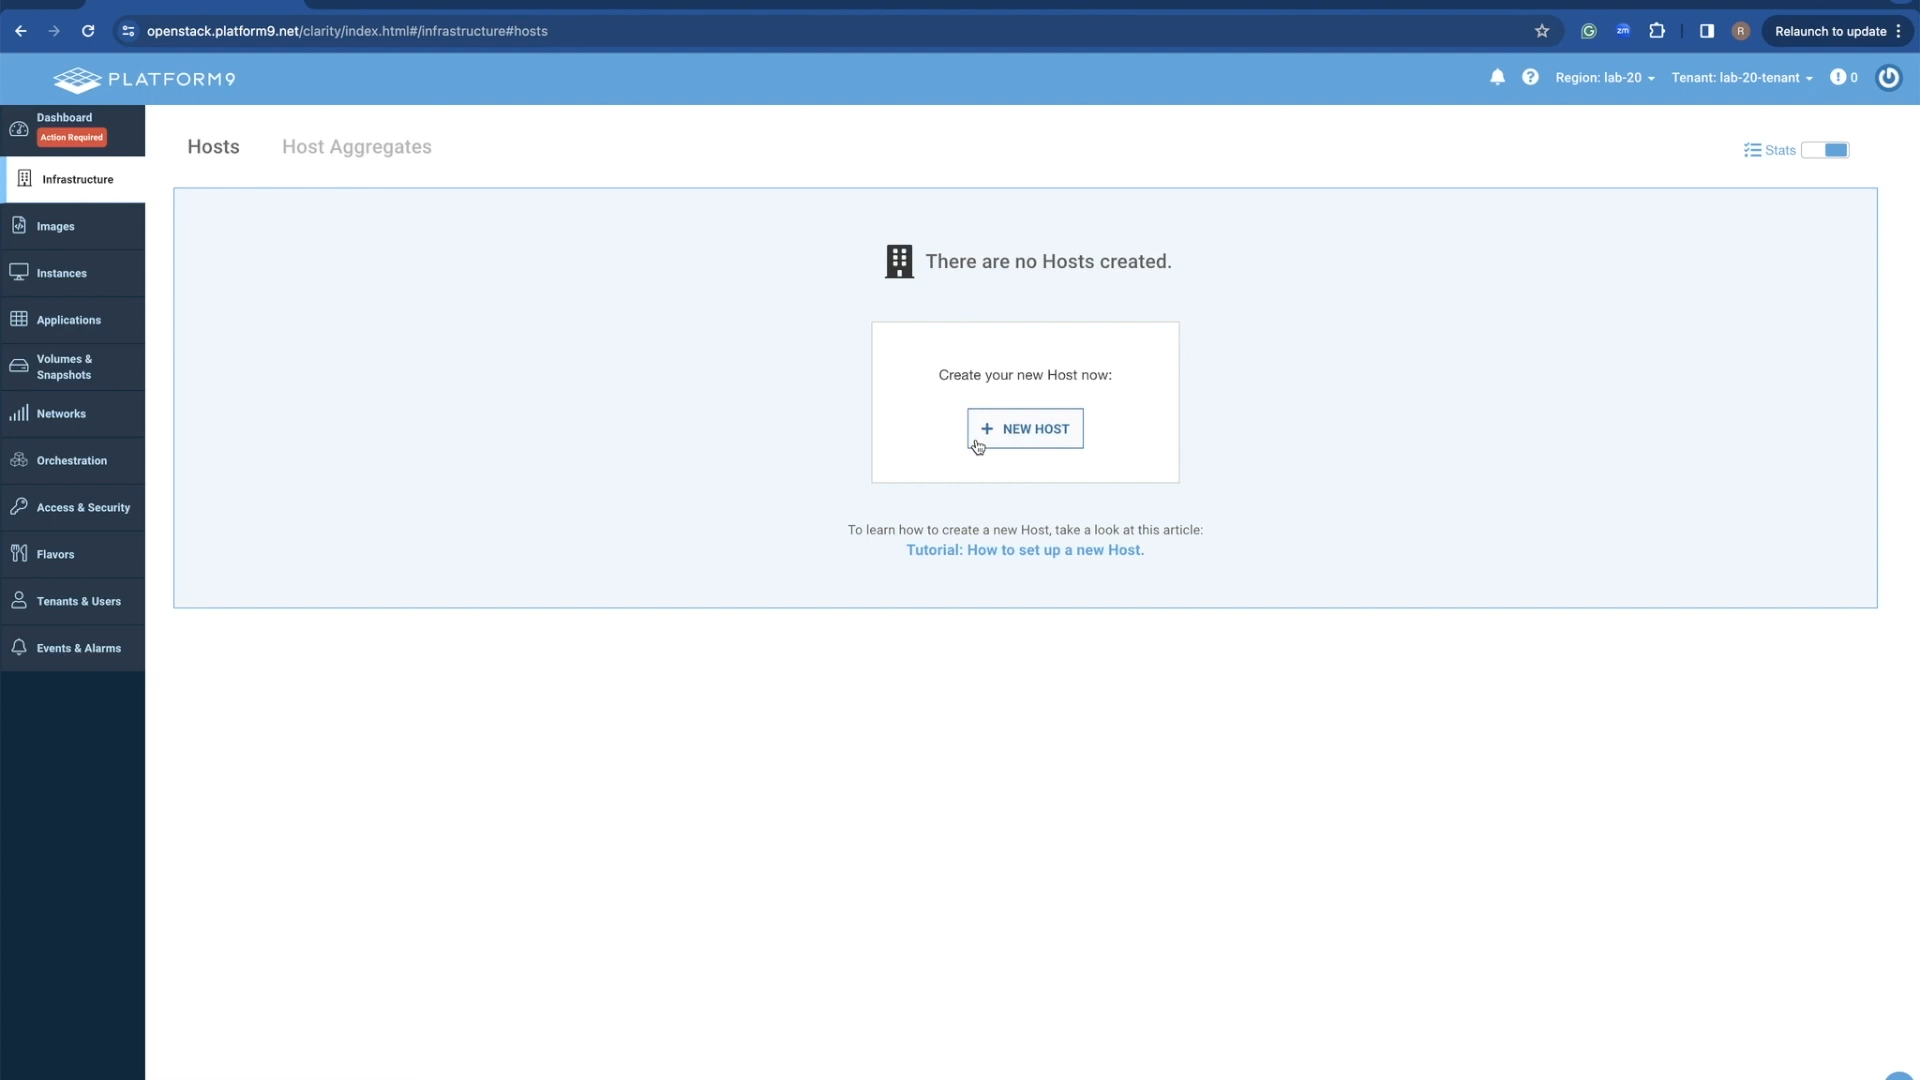 openstack.platform9.net/clarity/index.html#/infrastructure#hosts
zm
R
Relaunch to update
PLATFORM9
Region: lab-20
Tenant: lab-20-tenant
0
Dashboard
Action Required
Infrastructure
Images
Instances
Applications
Volumes &
Snapshots
Networks
Orchestration
Access & Security
Flavors
Tenants & Users
Events & Alarms
Hosts
Host Aggregates
Stats
There are no Hosts created.
Create your new Host now:
+ NEW HOST
To learn how to create a new Host, take a look at this article:
Tutorial: How to set up a new Host.